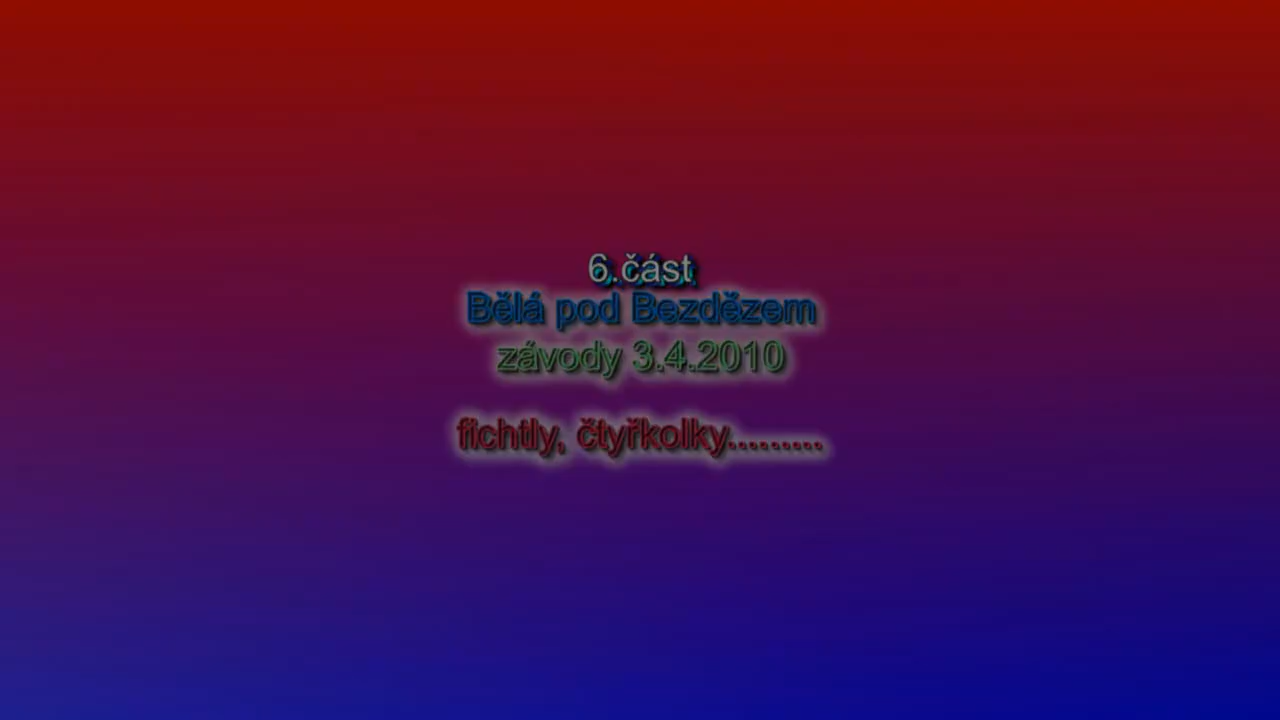 6.část
Bělá pod Bezdězem
závody 3.4.2010
fichtly, čtyřkolky.........